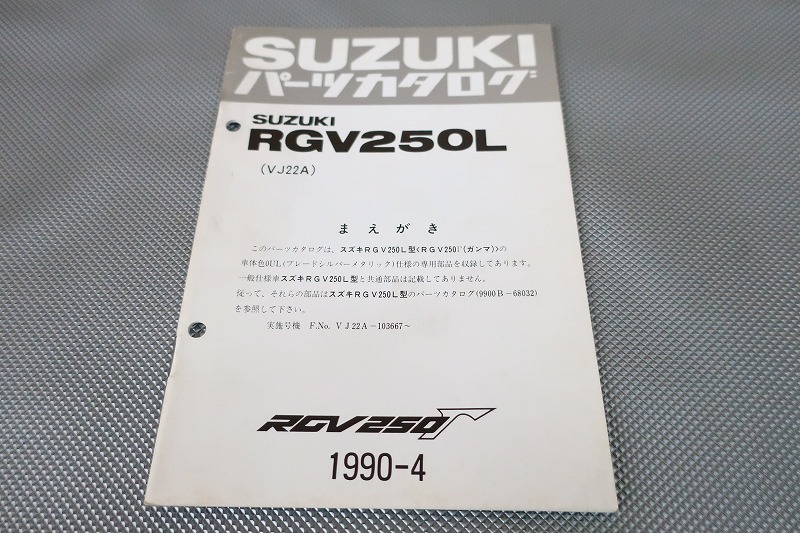 SUZUKI
パーツカタログ
SUZUKI
RGV250L
(VJ22A)
まえがき
このパーツカタログは、スズキRGV250L型<RGV250Γ(ガンマ)>の
車体色0UL(ブレードシルバーメタリック)仕様の専用部品を収録してあります。
一般仕様車スズキRGV250L型と共通部品は記載してありません。
従って、それらの部品はスズキRGV250L型のパーツカタログ(9900B-68032)
を参照して下さい。
実施号機 F.No. VJ22A-103667~
RGV250Γ
1990-4